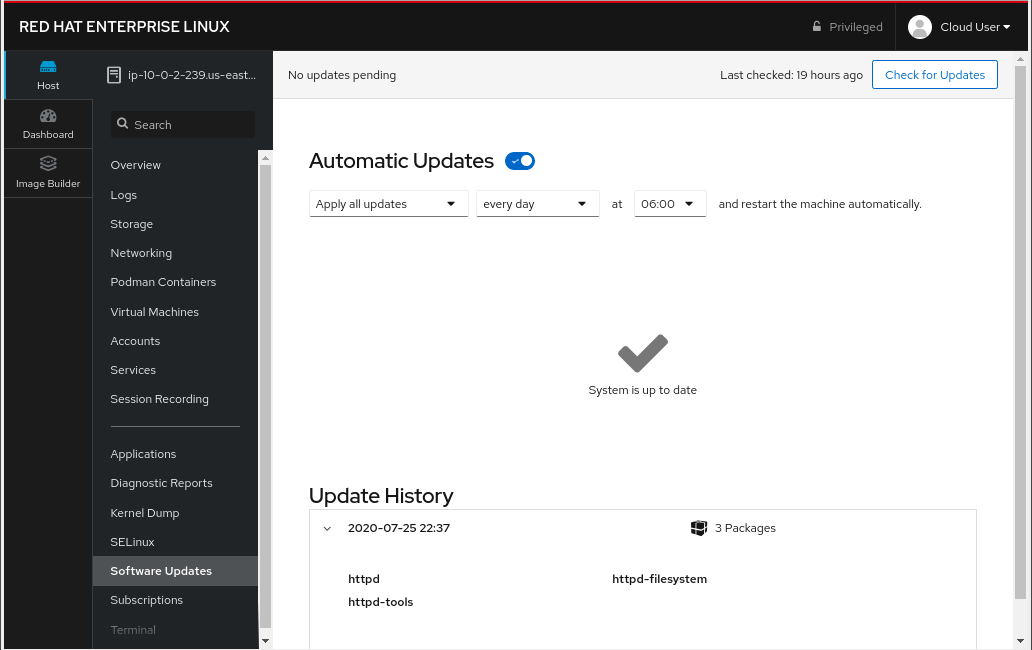 RED HAT ENTERPRISE LINUX
Privileged
Cloud User
Host
Dashboard
Image Builder
ip-10-0-2-239.us-east...
Search
Overview
Logs
Storage
Networking
Podman Containers
Virtual Machines
Accounts
Services
Session Recording
Applications
Diagnostic Reports
Kernel Dump
SELinux
Software Updates
Subscriptions
Terminal
No updates pending
Last checked: 19 hours ago
Check for Updates
Automatic Updates
Apply all updates every day at 06:00 and restart the machine automatically.
System is up to date
Update History
2020-07-25 22:37 3 Packages
httpd httpd-filesystem
httpd-tools